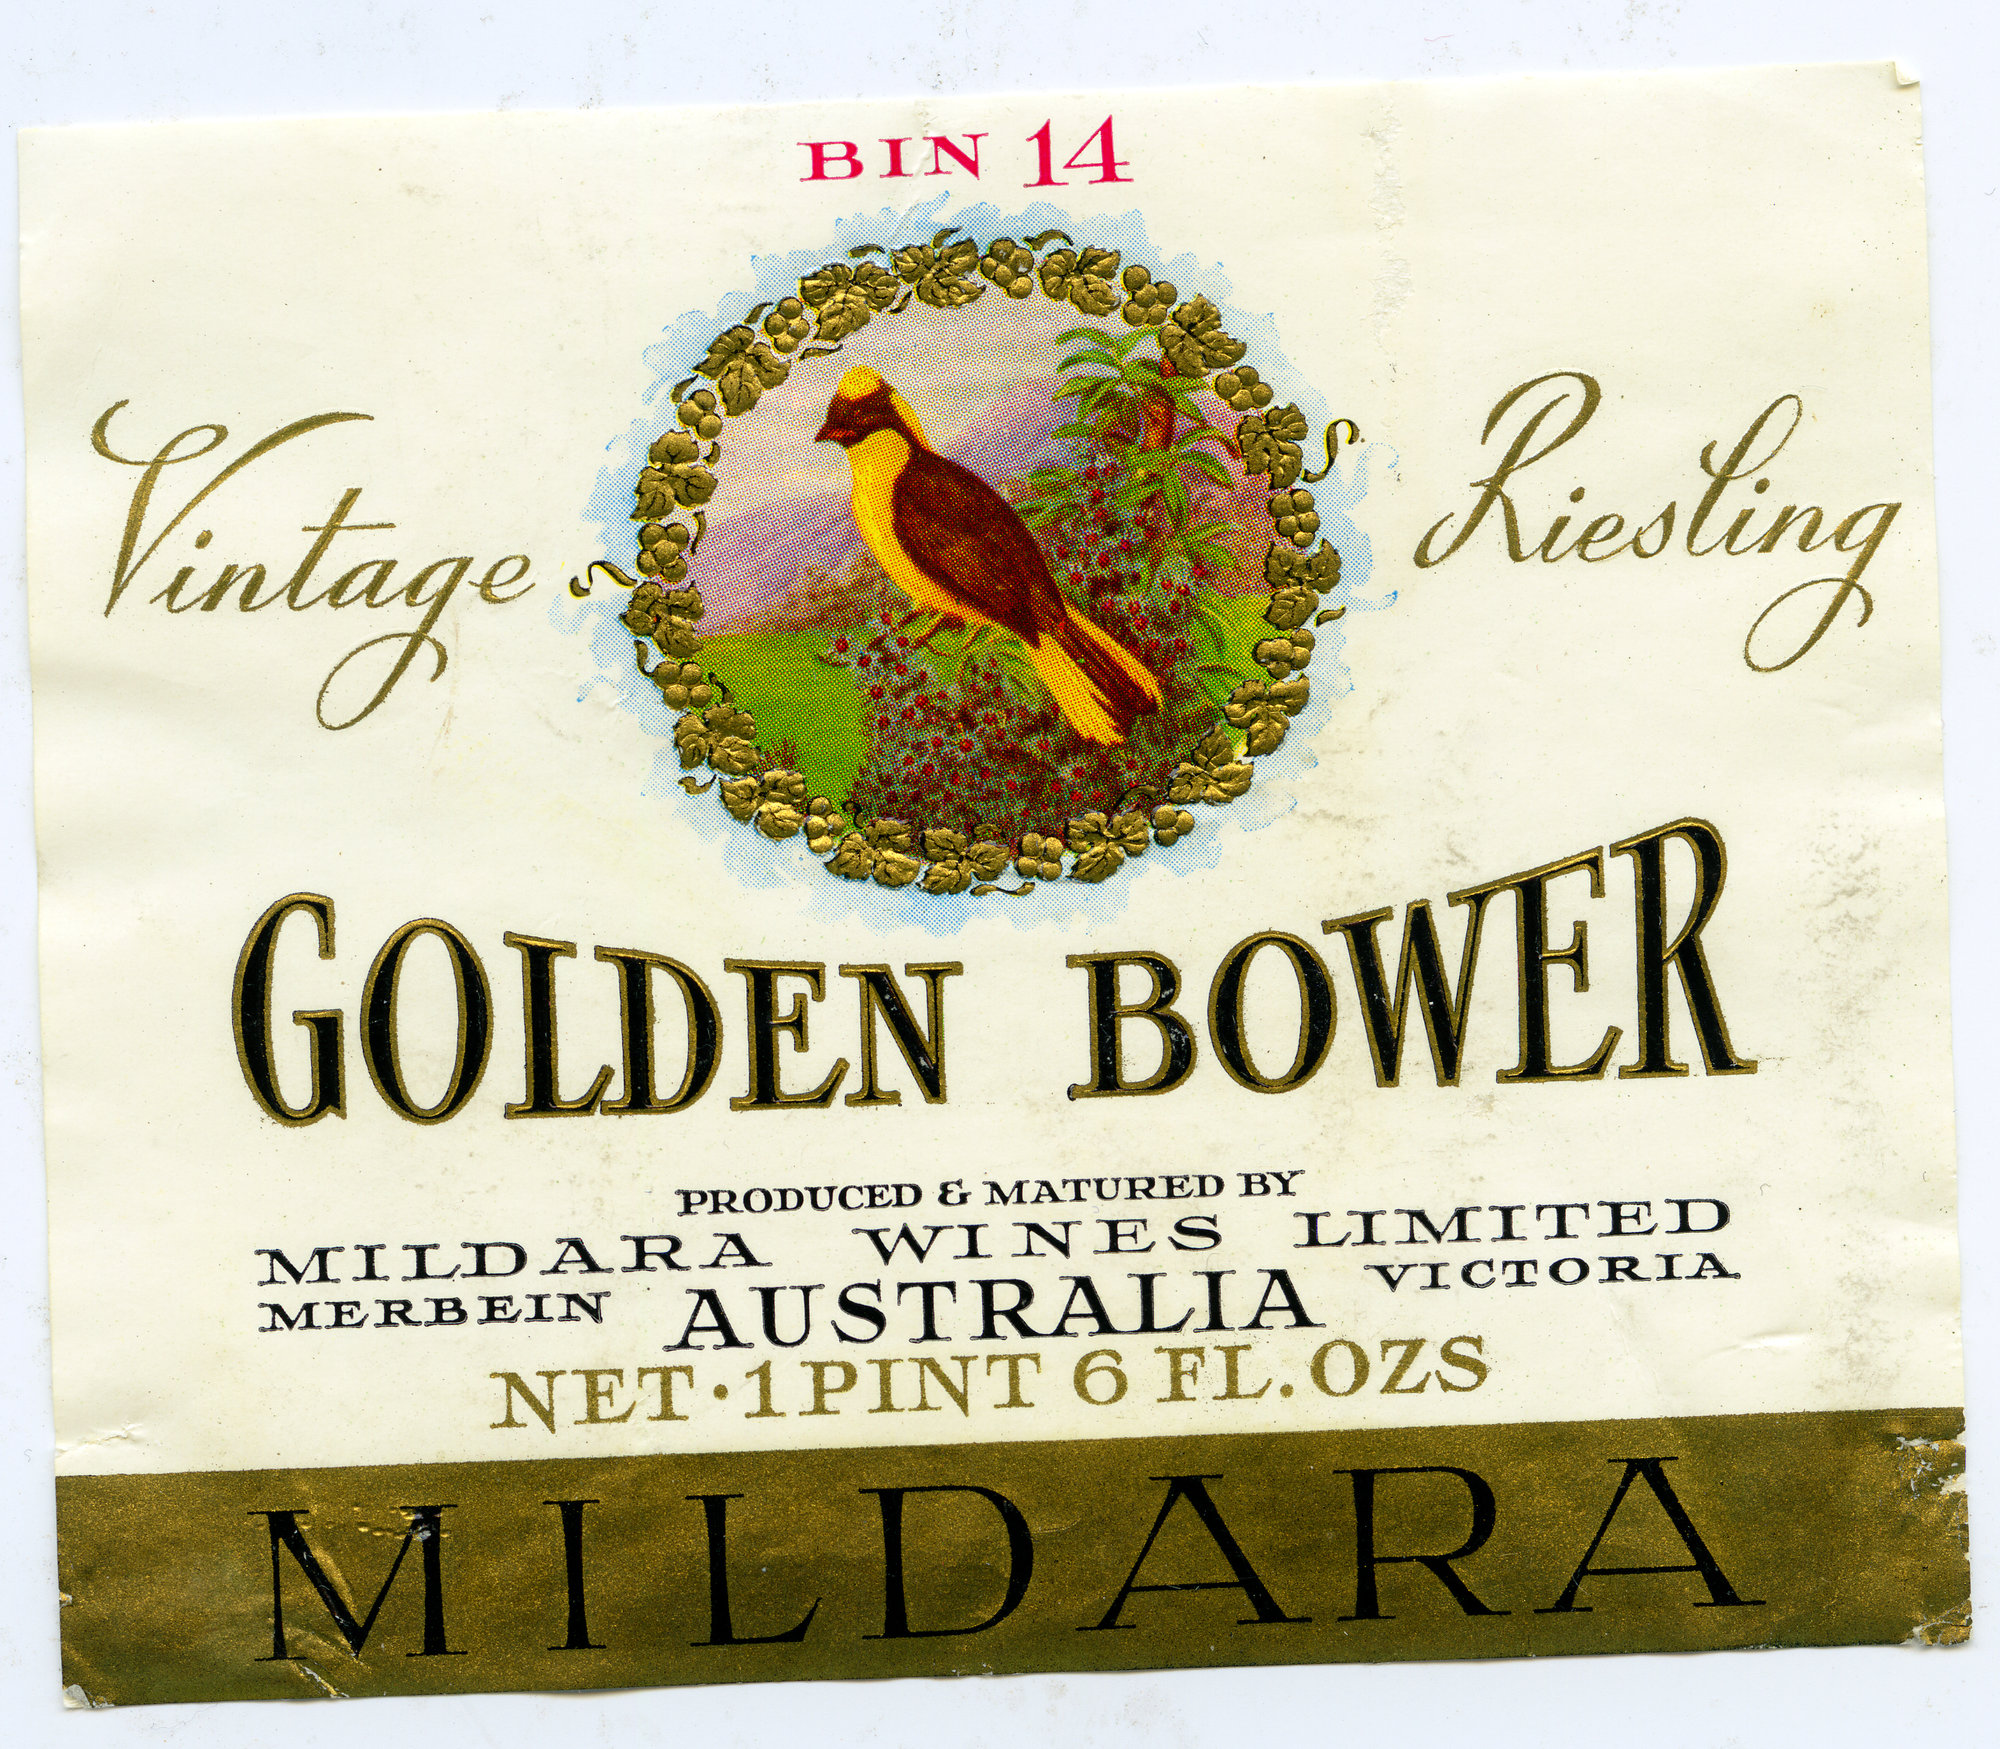 BIN 14
Vintage Riesling
GOLDEN BOWER
PRODUCED & MATURED BY
MILDARA WINES LIMITED
MERBEIN AUSTRALIA VICTORIA
NET·1 PINT 6 FL.OZS
MILDARA